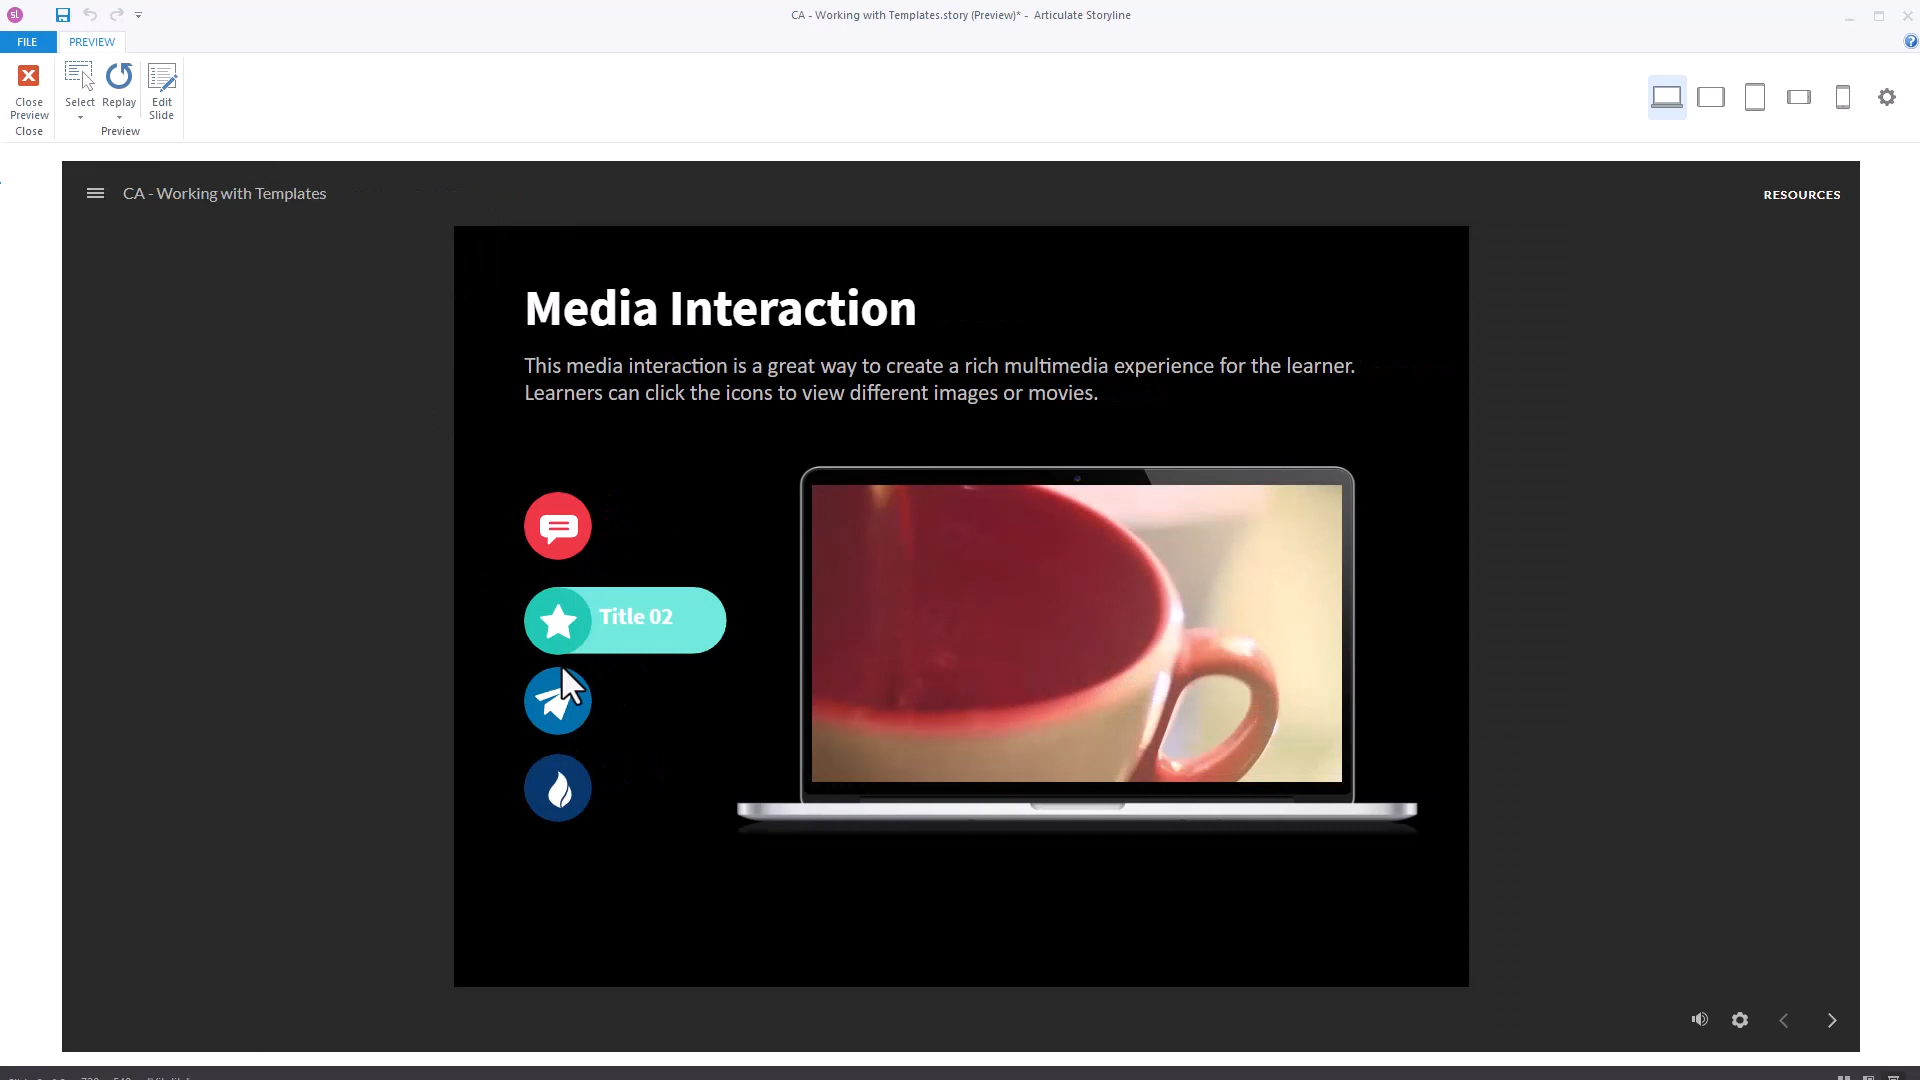 sl
CA - Working with Templates.story (Preview)* - Articulate Storyline
FILE
PREVIEW
?
Close Preview
Select
Replay
Edit Slide
Close
Preview
CA - Working with Templates
RESOURCES
Media Interaction
This media interaction is a great way to create a rich multimedia experience for the learner.
Learners can click the icons to view different images or movies.
Title 02